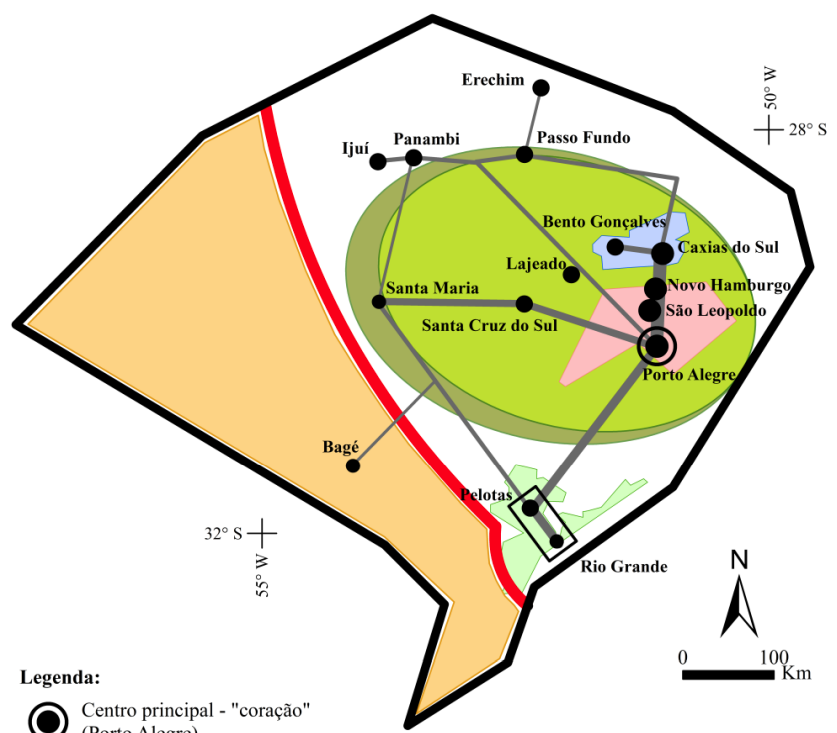 Erechim
50° W
28° S
Ijuí
Panambi
Passo Fundo
Bento Gonçalves
Caxias do Sul
Lajeado
Santa Maria
Novo Hamburgo
São Leopoldo
Santa Cruz do Sul
Porto Alegre
Bagé
Pelotas
32° S
55° W
Rio Grande
N
0 100
Km
Legenda:
Centro principal - "coração"
(Porto Alegre)